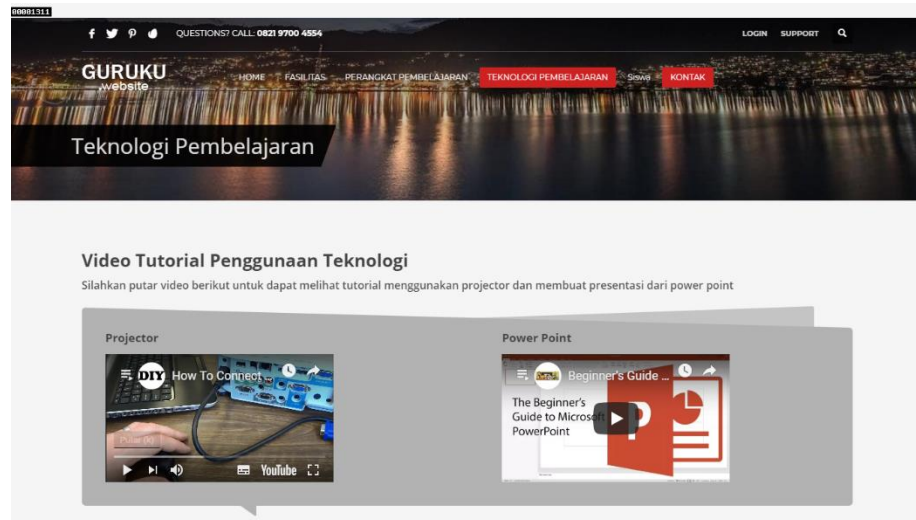 00001311
QUESTIONS? CALL: 0821 9700 4554
LOGIN SUPPORT
GURUKU
.website
HOME FASILITAS PERANGKAT PEMBELAJARAN TEKNOLOGI PEMBELAJARAN Siswa KONTAK
Teknologi Pembelajaran
Video Tutorial Penggunaan Teknologi
Silahkan putar video berikut untuk dapat melihat tutorial menggunakan projector dan membuat presentasi dari power point
Projector
DIY How To Connect ...
Putar (k)
YouTube
Power Point
Beginner's Guide ...
The Beginner's
Guide to Microsoft
PowerPoint
P